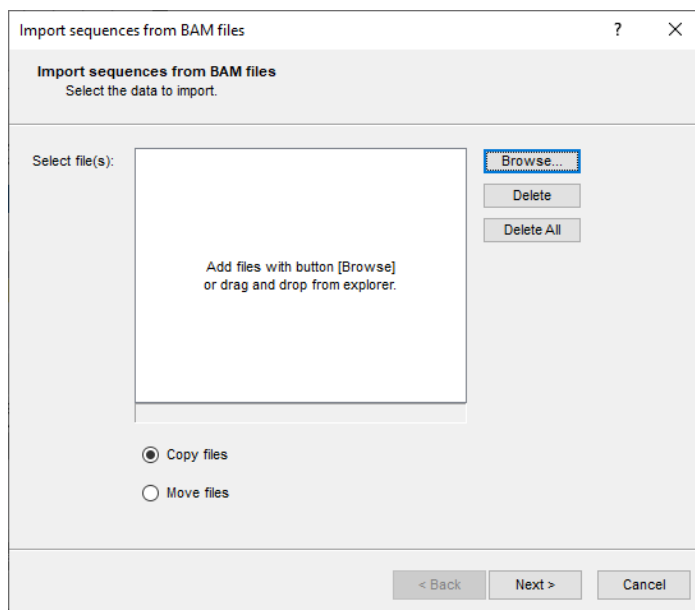 Import sequences from BAM files ? ×
Import sequences from BAM files
Select the data to import.
Select file(s):
Browse...
Delete
Delete All
Add files with button [Browse]
or drag and drop from explorer.
Copy files
Move files
< Back Next > Cancel